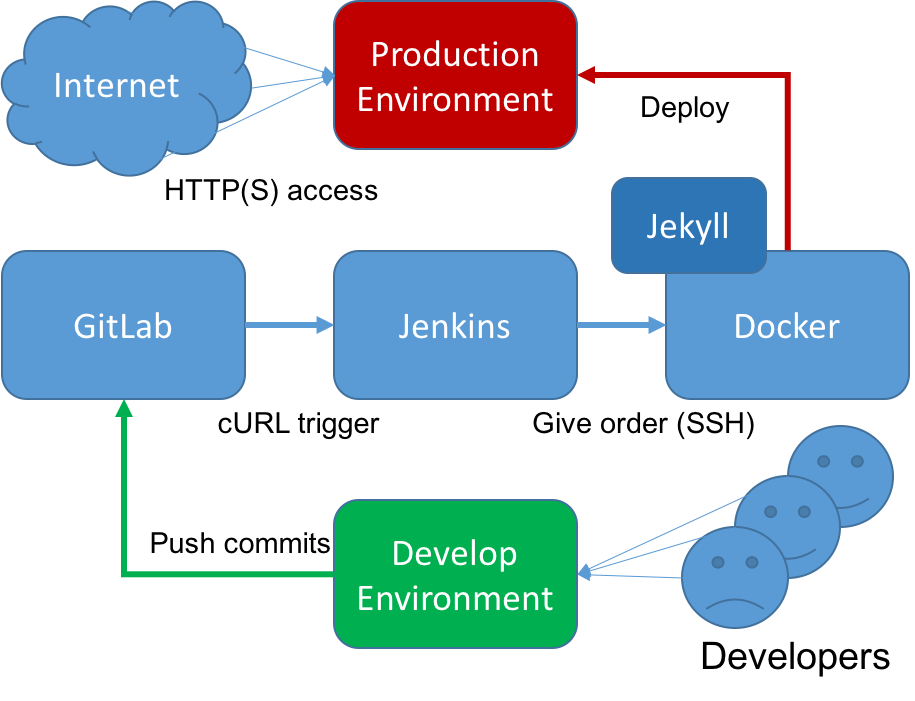 Internet
Production
Environment
Deploy
HTTP(S) access
Jekyll
GitLab
Jenkins
Docker
cURL trigger
Give order (SSH)
Push commits
Develop
Environment
Developers